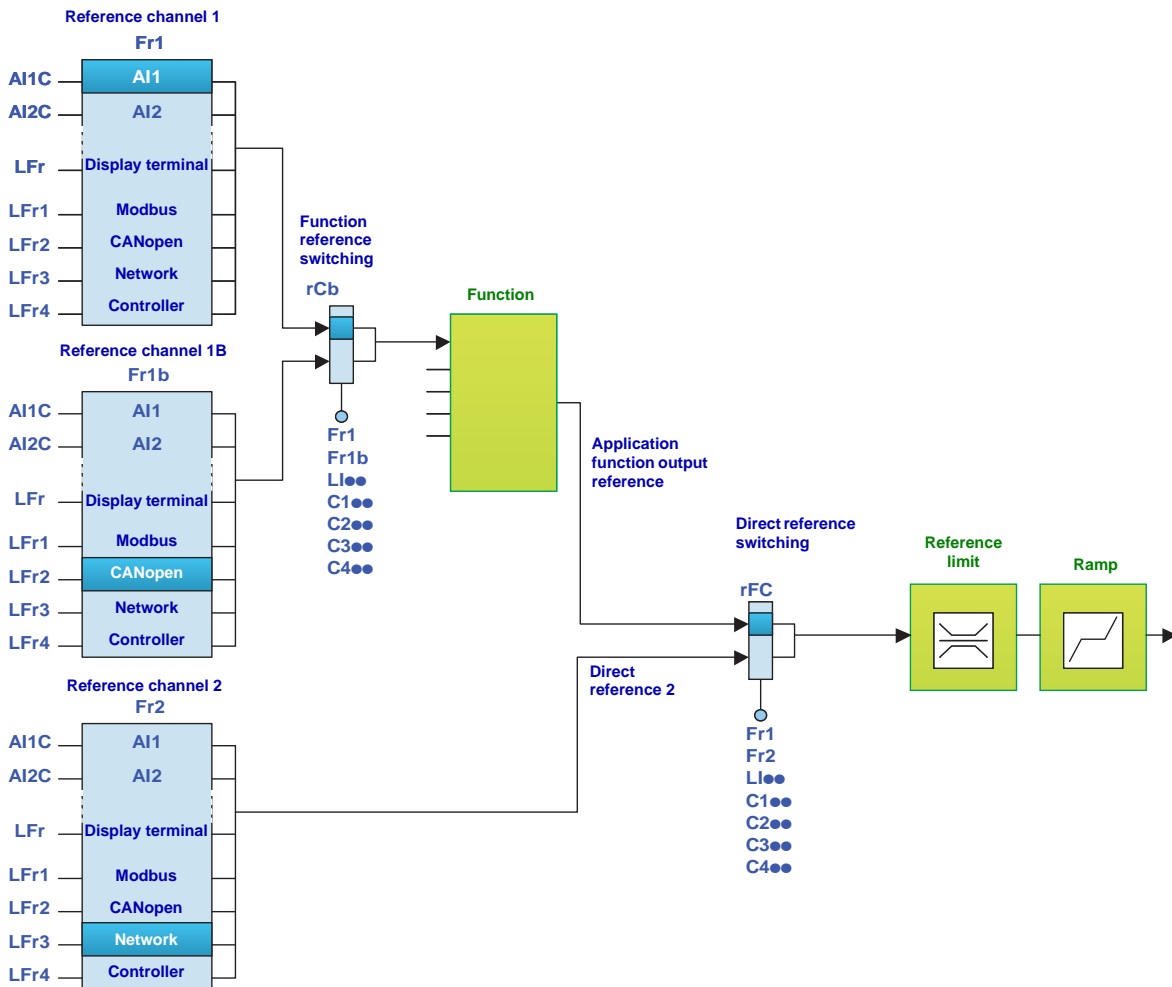 Reference channel 1
Fr1
AI1C
AI1
AI2C
AI2
LFr
Display terminal
LFr1
Modbus
LFr2
CANopen
LFr3
Network
LFr4
Controller
Reference channel 1B
Fr1b
AI1C
AI1
AI2C
AI2
LFr
Display terminal
LFr1
Modbus
LFr2
CANopen
LFr3
Network
LFr4
Controller
Reference channel 2
Fr2
AI1C
AI1
AI2C
AI2
LFr
Display terminal
LFr1
Modbus
LFr2
CANopen
LFr3
Network
LFr4
Controller
Function
reference
switching
rCb
Fr1
Fr1b
LI●●
C1●●
C2●●
C3●●
C4●●
Function
Application
function output
reference
Direct
reference 2
Direct reference
switching
rFC
Fr1
Fr2
LI●●
C1●●
C2●●
C3●●
C4●●
Reference
limit
Ramp